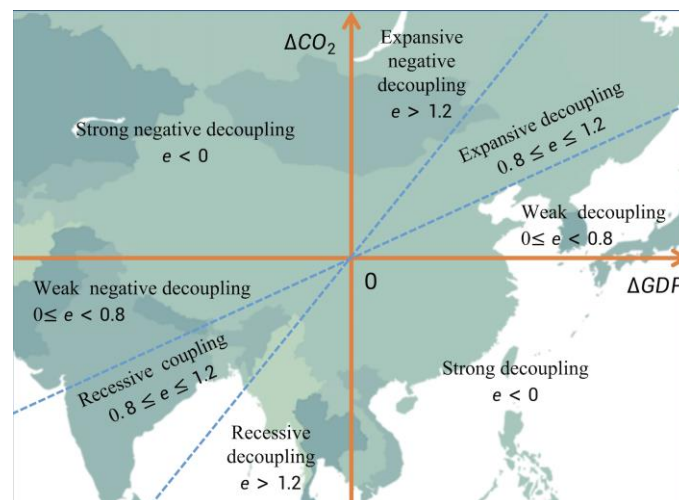 ΔCO₂
Expansive
negative
decoupling
e > 1.2
Expansive decoupling
0.8 ≤ e ≤ 1.2
Strong negative decoupling
e < 0
Weak decoupling
0≤ e < 0.8
0
ΔGDP
Weak negative decoupling
0≤ e < 0.8
Recessive coupling
0.8 ≤ e ≤ 1.2
Strong decoupling
e < 0
Recessive
decoupling
e > 1.2